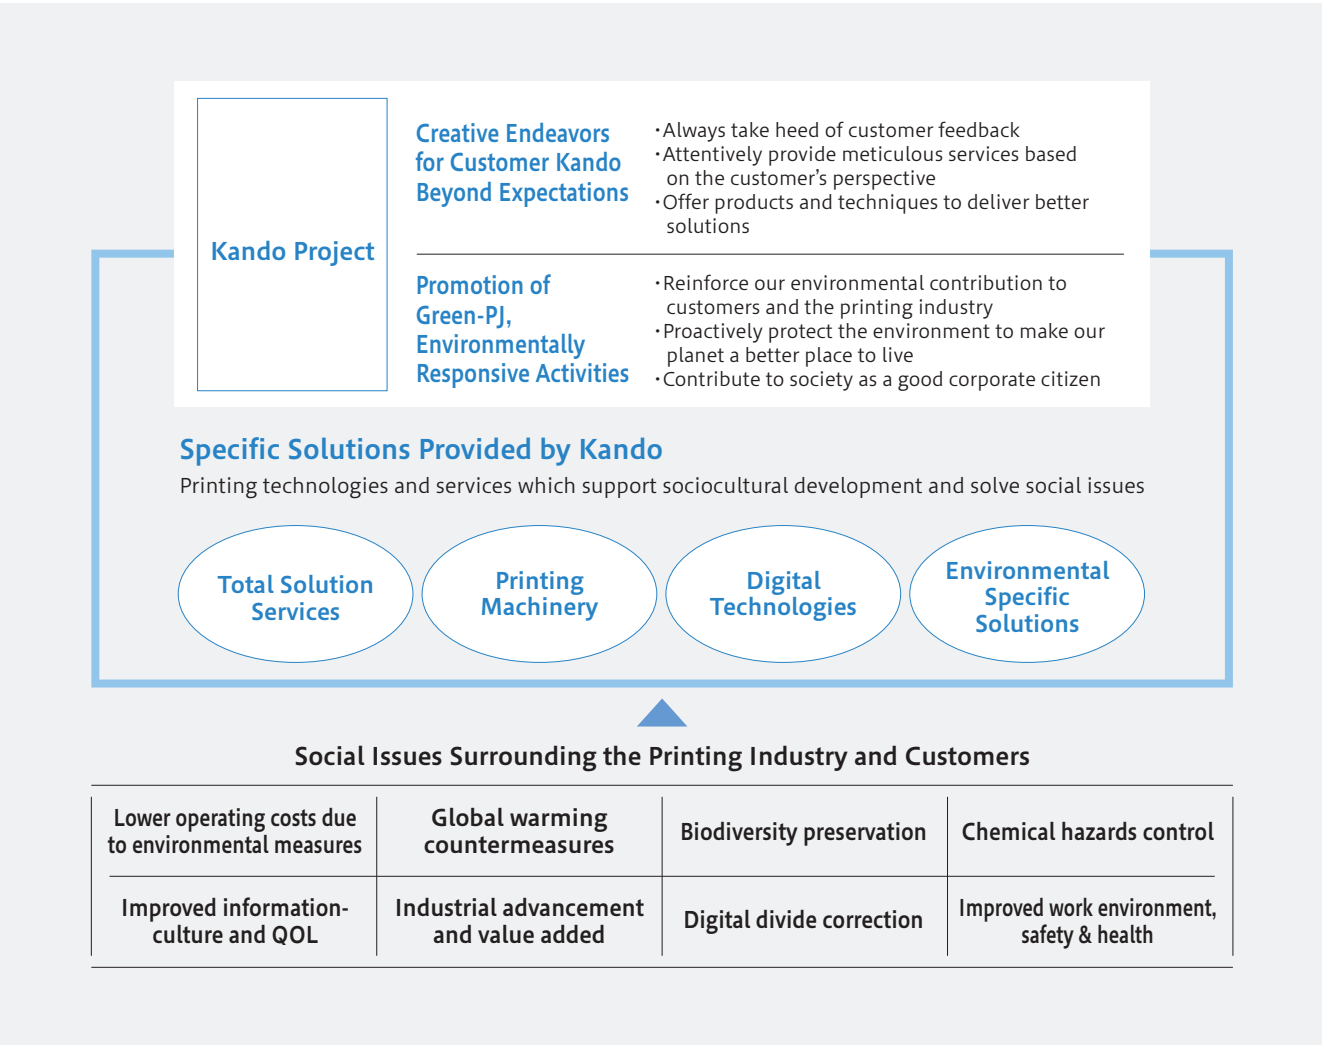 Kando Project
Creative Endeavors
for Customer Kando
Beyond Expectations
・Always take heed of customer feedback
・Attentively provide meticulous services based
on the customer’s perspective
・Offer products and techniques to deliver better
solutions
Promotion of
Green-PJ,
Environmentally
Responsive Activities
・Reinforce our environmental contribution to
customers and the printing industry
・Proactively protect the environment to make our
planet a better place to live
・Contribute to society as a good corporate citizen
Specific Solutions Provided by Kando
Printing technologies and services which support sociocultural development and solve social issues
Total Solution
Services
Printing
Machinery
Digital
Technologies
Environmental
Specific
Solutions
Social Issues Surrounding the Printing Industry and Customers
Lower operating costs due
to environmental measures
Global warming
countermeasures
Biodiversity preservation
Chemical hazards control
Improved information-
culture and QOL
Industrial advancement
and value added
Digital divide correction
Improved work environment,
safety & health